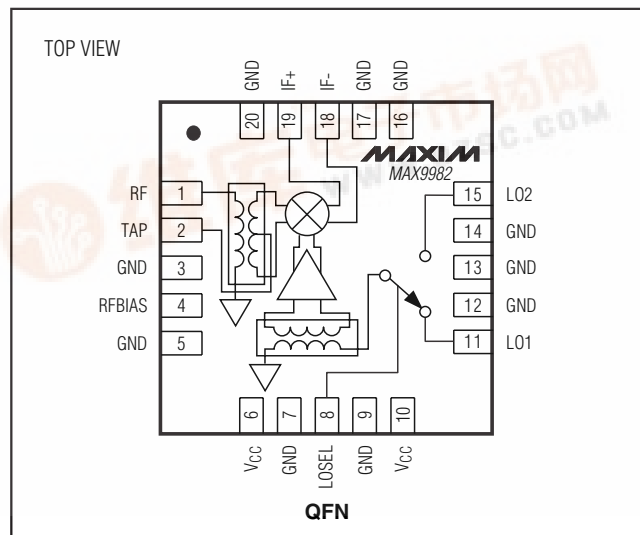 TOP VIEW
GND
IF+
IF-
GND
GND
20
19
18
17
16
MAXIM
MAX9982
RF 1
TAP 2
GND 3
RFBIAS 4
GND 5
15 LO2
14 GND
13 GND
12 GND
11 LO1
6
7
8
9
10
VCC
GND
LOSEL
GND
VCC
QFN